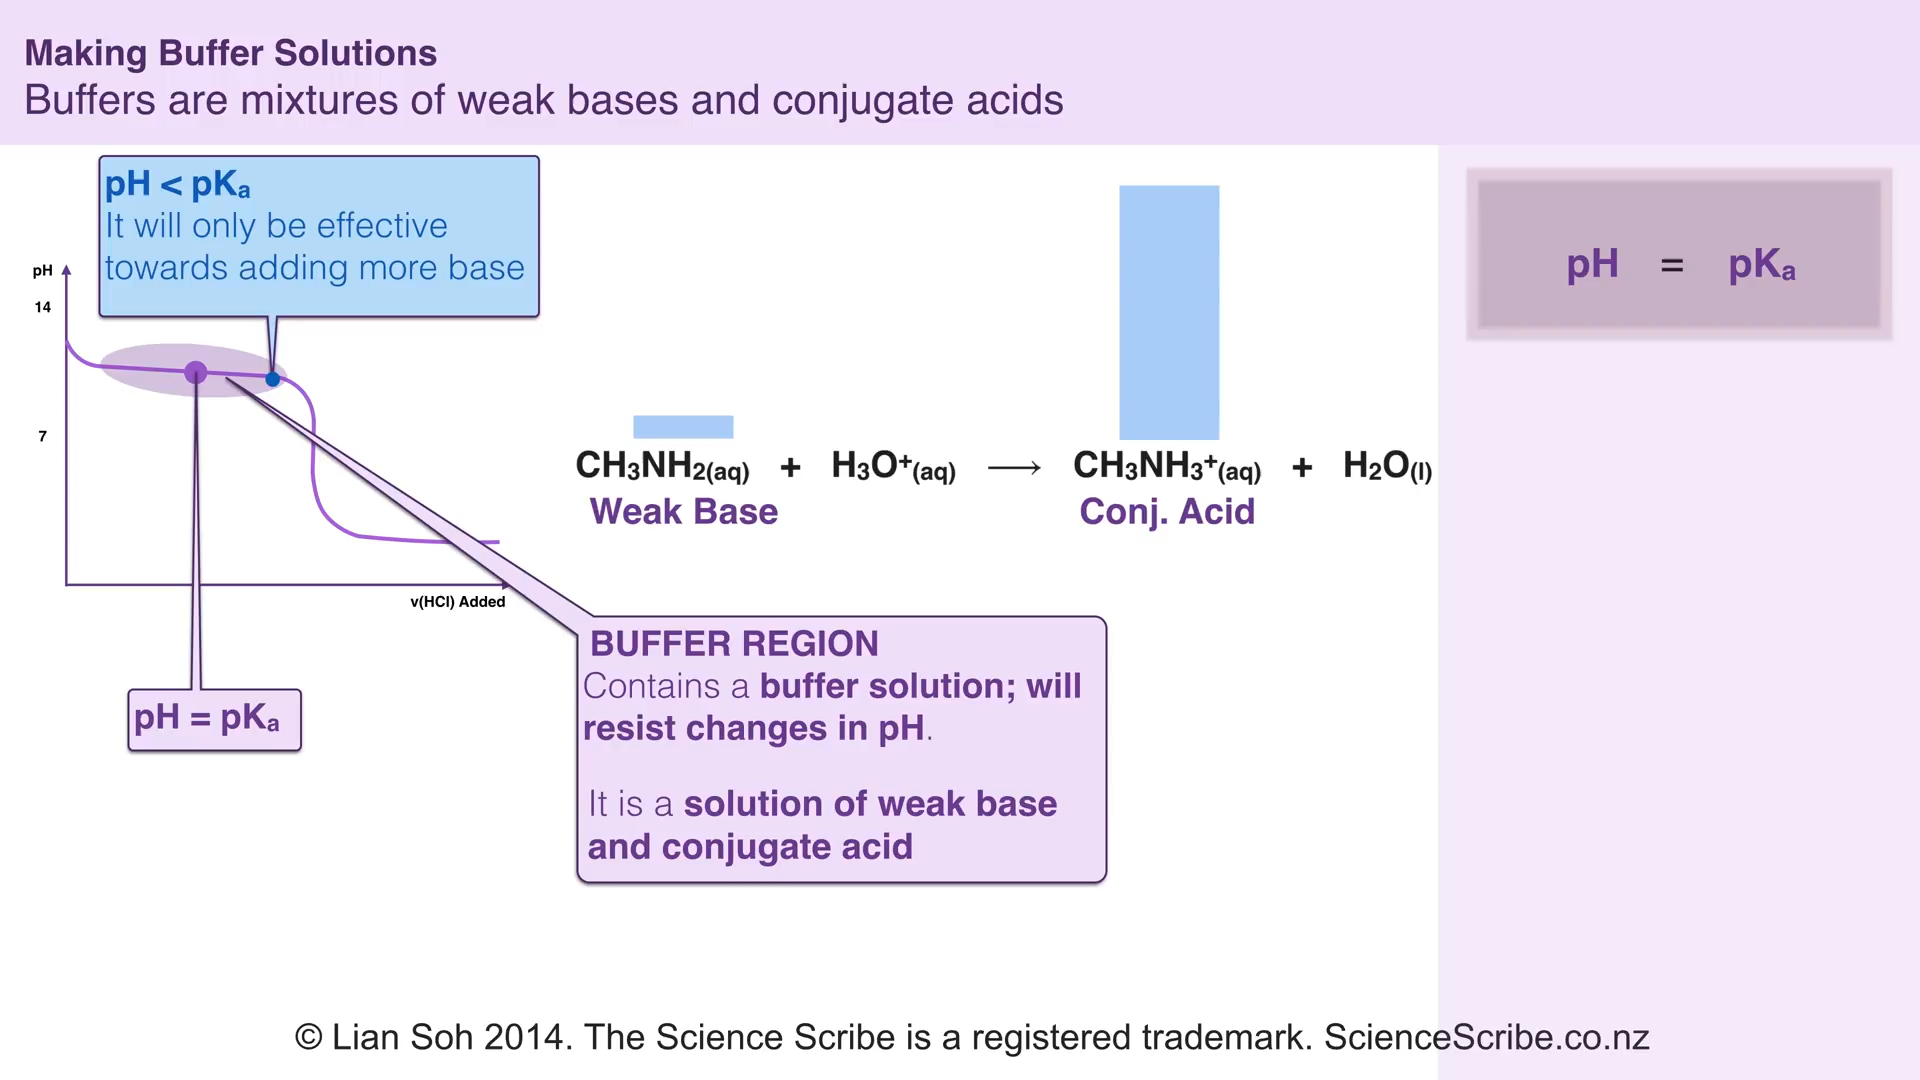 Making Buffer Solutions
Buffers are mixtures of weak bases and conjugate acids
pH < pKₐ
It will only be effective
towards adding more base
pH
14
7
v(HCl) Added
pH = pKₐ
CH₃NH₂(aq) + H₃O⁺(aq) ⟶ CH₃NH₃⁺(aq) + H₂O(l)
Weak Base
Conj. Acid
BUFFER REGION
Contains a buffer solution; will
resist changes in pH.
It is a solution of weak base
and conjugate acid
pH = pKₐ
© Lian Soh 2014. The Science Scribe is a registered trademark. ScienceScribe.co.nz